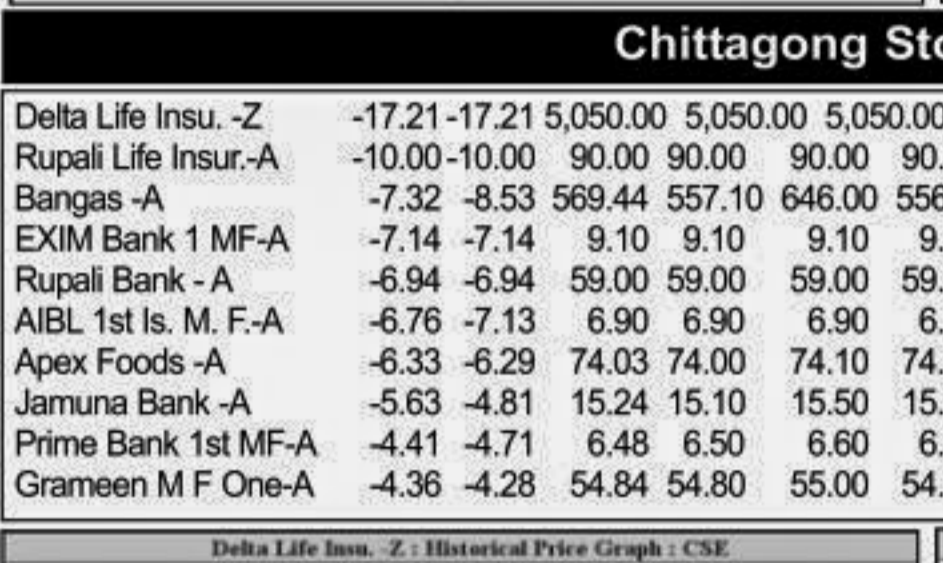 Chittagong Sto
Delta Life Insu. -Z -17.21 -17.21 5,050.00 5,050.00 5,050.00
Rupali Life Insur.-A -10.00 -10.00 90.00 90.00 90.00 90.
Bangas -A -7.32 -8.53 569.44 557.10 646.00 556
EXIM Bank 1 MF-A -7.14 -7.14 9.10 9.10 9.10 9.
Rupali Bank - A -6.94 -6.94 59.00 59.00 59.00 59.
AIBL 1st Is. M. F.-A -6.76 -7.13 6.90 6.90 6.90 6.
Apex Foods -A -6.33 -6.29 74.03 74.00 74.10 74.
Jamuna Bank -A -5.63 -4.81 15.24 15.10 15.50 15.
Prime Bank 1st MF-A -4.41 -4.71 6.48 6.50 6.60 6.
Grameen M F One-A -4.36 -4.28 54.84 54.80 55.00 54.
Delta Life Insu. -Z : Historical Price Graph : CSE